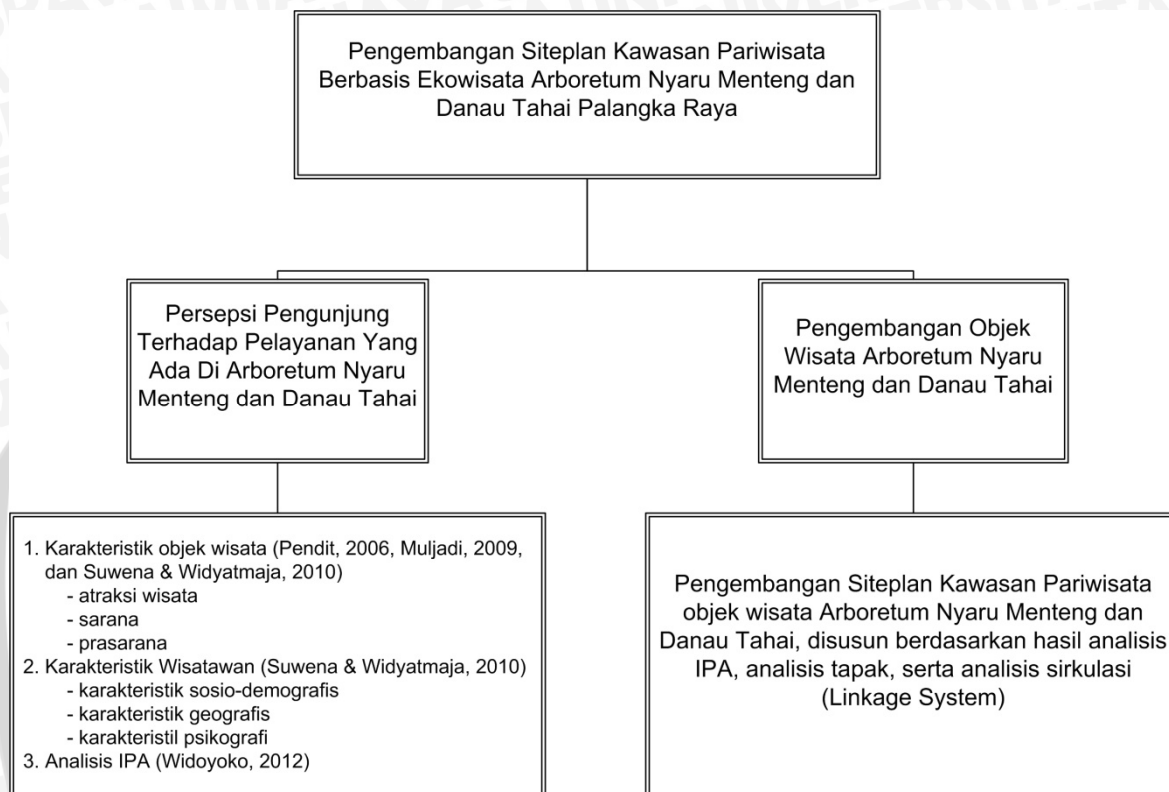 Pengembangan Siteplan Kawasan Pariwisata
Berbasis Ekowisata Arboretum Nyaru Menteng dan
Danau Tahai Palangka Raya
Persepsi Pengunjung
Terhadap Pelayanan Yang
Ada Di Arboretum Nyaru
Menteng dan Danau Tahai
Pengembangan Objek
Wisata Arboretum Nyaru
Menteng dan Danau Tahai
1. Karakteristik objek wisata (Pendit, 2006, Muljadi, 2009,
dan Suwena & Widyatmaja, 2010)
- atraksi wisata
- sarana
- prasarana
2. Karakteristik Wisatawan (Suwena & Widyatmaja, 2010)
- karakteristik sosio-demografis
- karakteristik geografis
- karakteristil psikografi
3. Analisis IPA (Widoyoko, 2012)
Pengembangan Siteplan Kawasan Pariwisata
objek wisata Arboretum Nyaru Menteng dan
Danau Tahai, disusun berdasarkan hasil analisis
IPA, analisis tapak, serta analisis sirkulasi
(Linkage System)